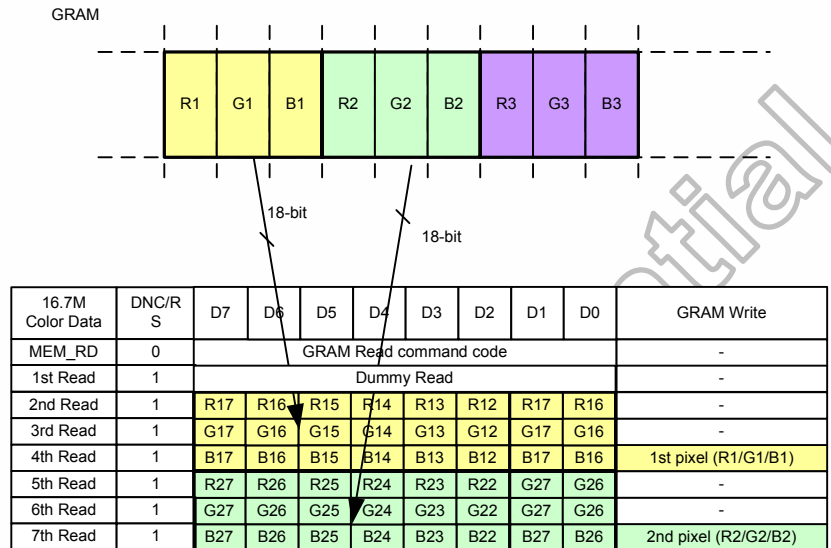 GRAM
R1 G1 B1 R2 G2 B2 R3 G3 B3
18-bit
18-bit
16.7M Color Data DNC/RS D7 D6 D5 D4 D3 D2 D1 D0 GRAM Write
MEM_RD 0 GRAM Read command code -
1st Read 1 Dummy Read -
2nd Read 1 R17 R16 R15 R14 R13 R12 R17 R16 -
3rd Read 1 G17 G16 G15 G14 G13 G12 G17 G16 -
4th Read 1 B17 B16 B15 B14 B13 B12 B17 B16 1st pixel (R1/G1/B1)
5th Read 1 R27 R26 R25 R24 R23 R22 G27 G26 -
6th Read 1 G27 G26 G25 G24 G23 G22 G27 G26 -
7th Read 1 B27 B26 B25 B24 B23 B22 B27 B26 2nd pixel (R2/G2/B2)